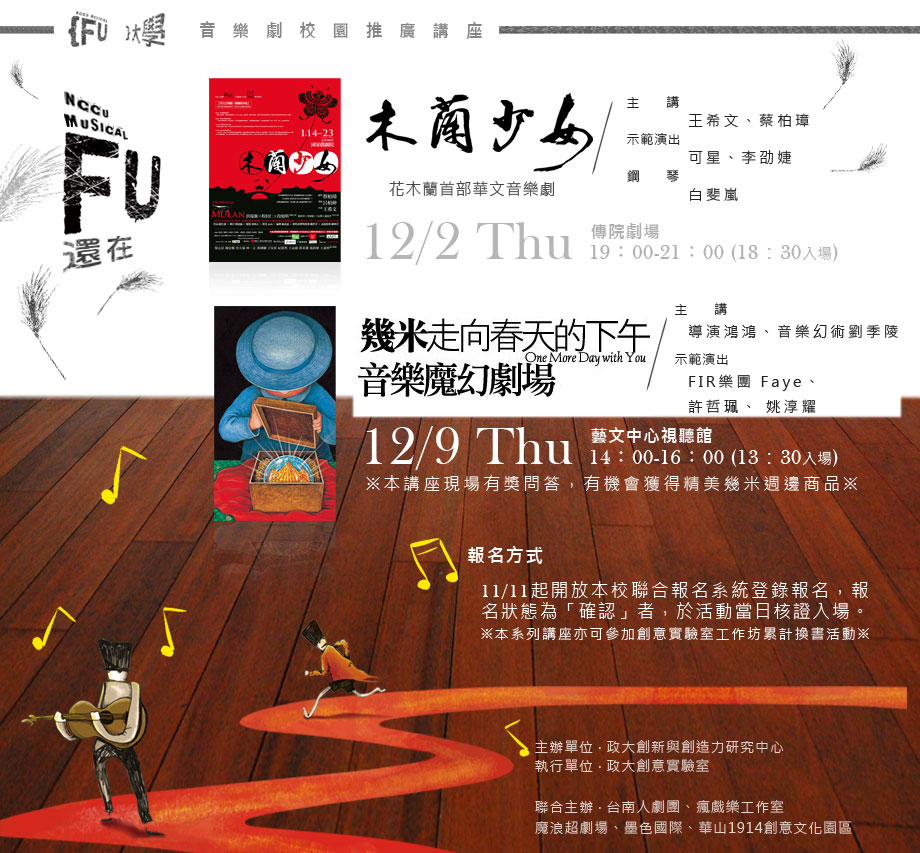 NCCU MUSICAL
{FU 大學 音樂劇校園推廣講座
NCCU
MUSICAL
FU
還在
1.14–23
木蘭少女
MULAN
木蘭少女
花木蘭首部華文音樂劇
主講
王希文、蔡柏璋
示範演出
可星、李劭婕
鋼琴
白斐嵐
12/2 Thu
傳院劇場
19：00-21：00 (18：30入場)
幾米走向春天的下午
One More Day with You
音樂魔幻劇場
主講
導演鴻鴻、音樂幻術劉季陵
示範演出
FIR樂團 Faye、
許哲珮、 姚淳耀
12/9 Thu
藝文中心視聽館
14：00-16：00 (13：30入場)
※本講座現場有獎問答，有機會獲得精美幾米週邊商品※
報名方式
11/11起開放本校聯合報名系統登錄報名，報
名狀態為「確認」者，於活動當日核證入場。
※本系列講座亦可參加創意實驗室工作坊累計換書活動※
主辦單位‧政大創新與創造力研究中心
執行單位‧政大創意實驗室
聯合主辦‧台南人劇團、瘋戲樂工作室
魔浪超劇場、墨色國際、華山1914創意文化園區